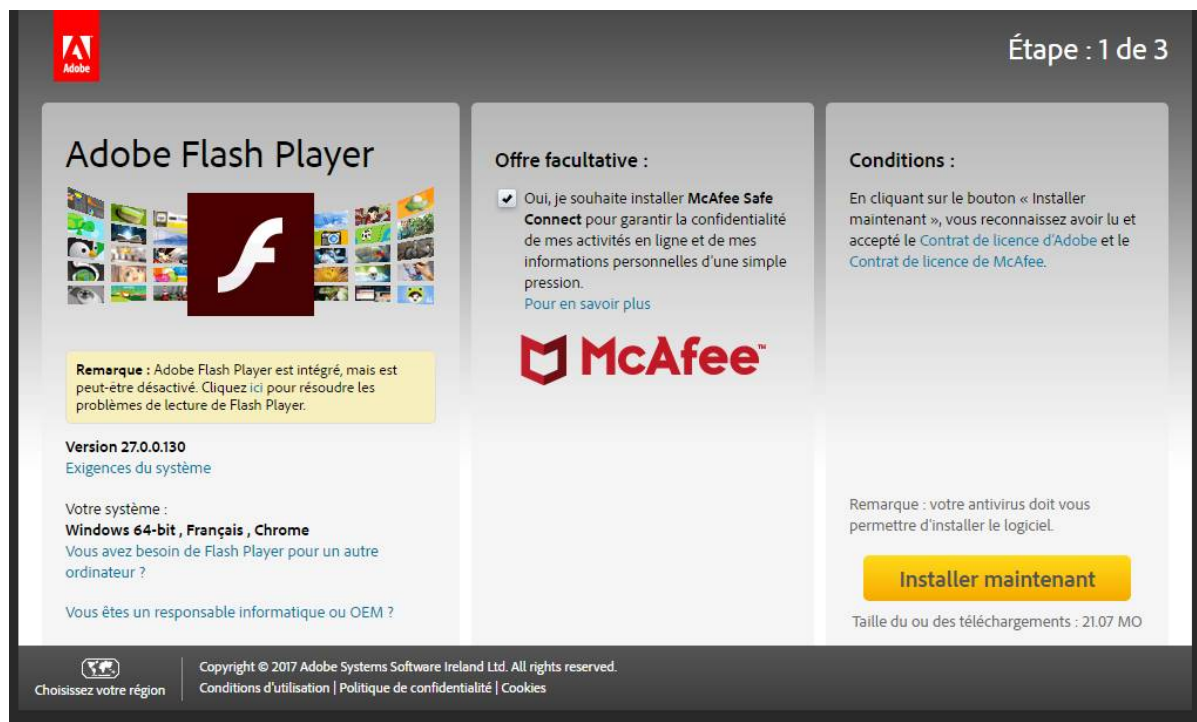 Adobe
Étape : 1 de 3
Adobe Flash Player
Remarque : Adobe Flash Player est intégré, mais est
peut-être désactivé. Cliquez ici pour résoudre les
problèmes de lecture de Flash Player.
Version 27.0.0.130
Exigences du système
Votre système :
Windows 64-bit , Français , Chrome
Vous avez besoin de Flash Player pour un autre
ordinateur ?
Vous êtes un responsable informatique ou OEM ?
Offre facultative :
Oui, je souhaite installer McAfee Safe
Connect pour garantir la confidentialité
de mes activités en ligne et de mes
informations personnelles d'une simple
pression.
Pour en savoir plus
McAfee™
Conditions :
En cliquant sur le bouton « Installer
maintenant », vous reconnaissez avoir lu et
accepté le Contrat de licence d'Adobe et le
Contrat de licence de McAfee.
Remarque : votre antivirus doit vous
permettre d'installer le logiciel.
Installer maintenant
Taille du ou des téléchargements : 21.07 MO
Choisissez votre région
Copyright © 2017 Adobe Systems Software Ireland Ltd. All rights reserved.
Conditions d'utilisation | Politique de confidentialité | Cookies